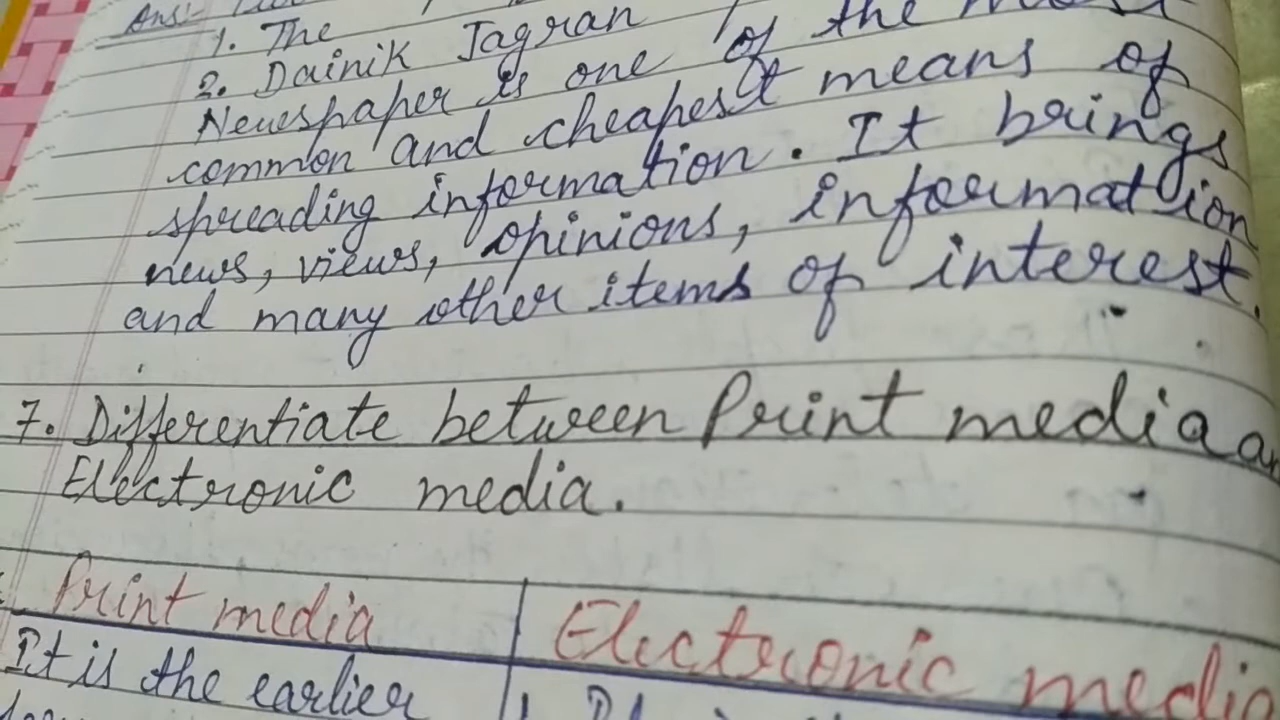 Ans:-
1. The
2. Dainik Jagran
Newspaper is one of the most
common and cheapest means of
spreading information. It brings
news, views, opinions, information
and many other items of interest.
7. Differentiate between Print media
Electronic media.
Print media
Electronic media
It is the earlier